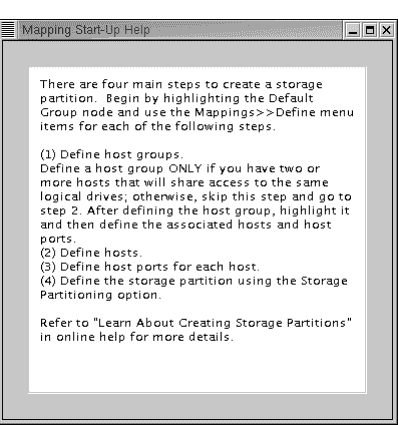 Mapping Start-Up Help
There are four main steps to create a storage
partition. Begin by highlighting the Default
Group node and use the Mappings>>Define menu
items for each of the following steps.
(1) Define host groups.
Define a host group ONLY if you have two or
more hosts that will share access to the same
logical drives; otherwise, skip this step and go to
step 2. After defining the host group, highlight it
and then define the associated hosts and host
ports.
(2) Define hosts.
(3) Define host ports for each host.
(4) Define the storage partition using the Storage
Partitioning option.
Refer to "Learn About Creating Storage Partitions"
in online help for more details.